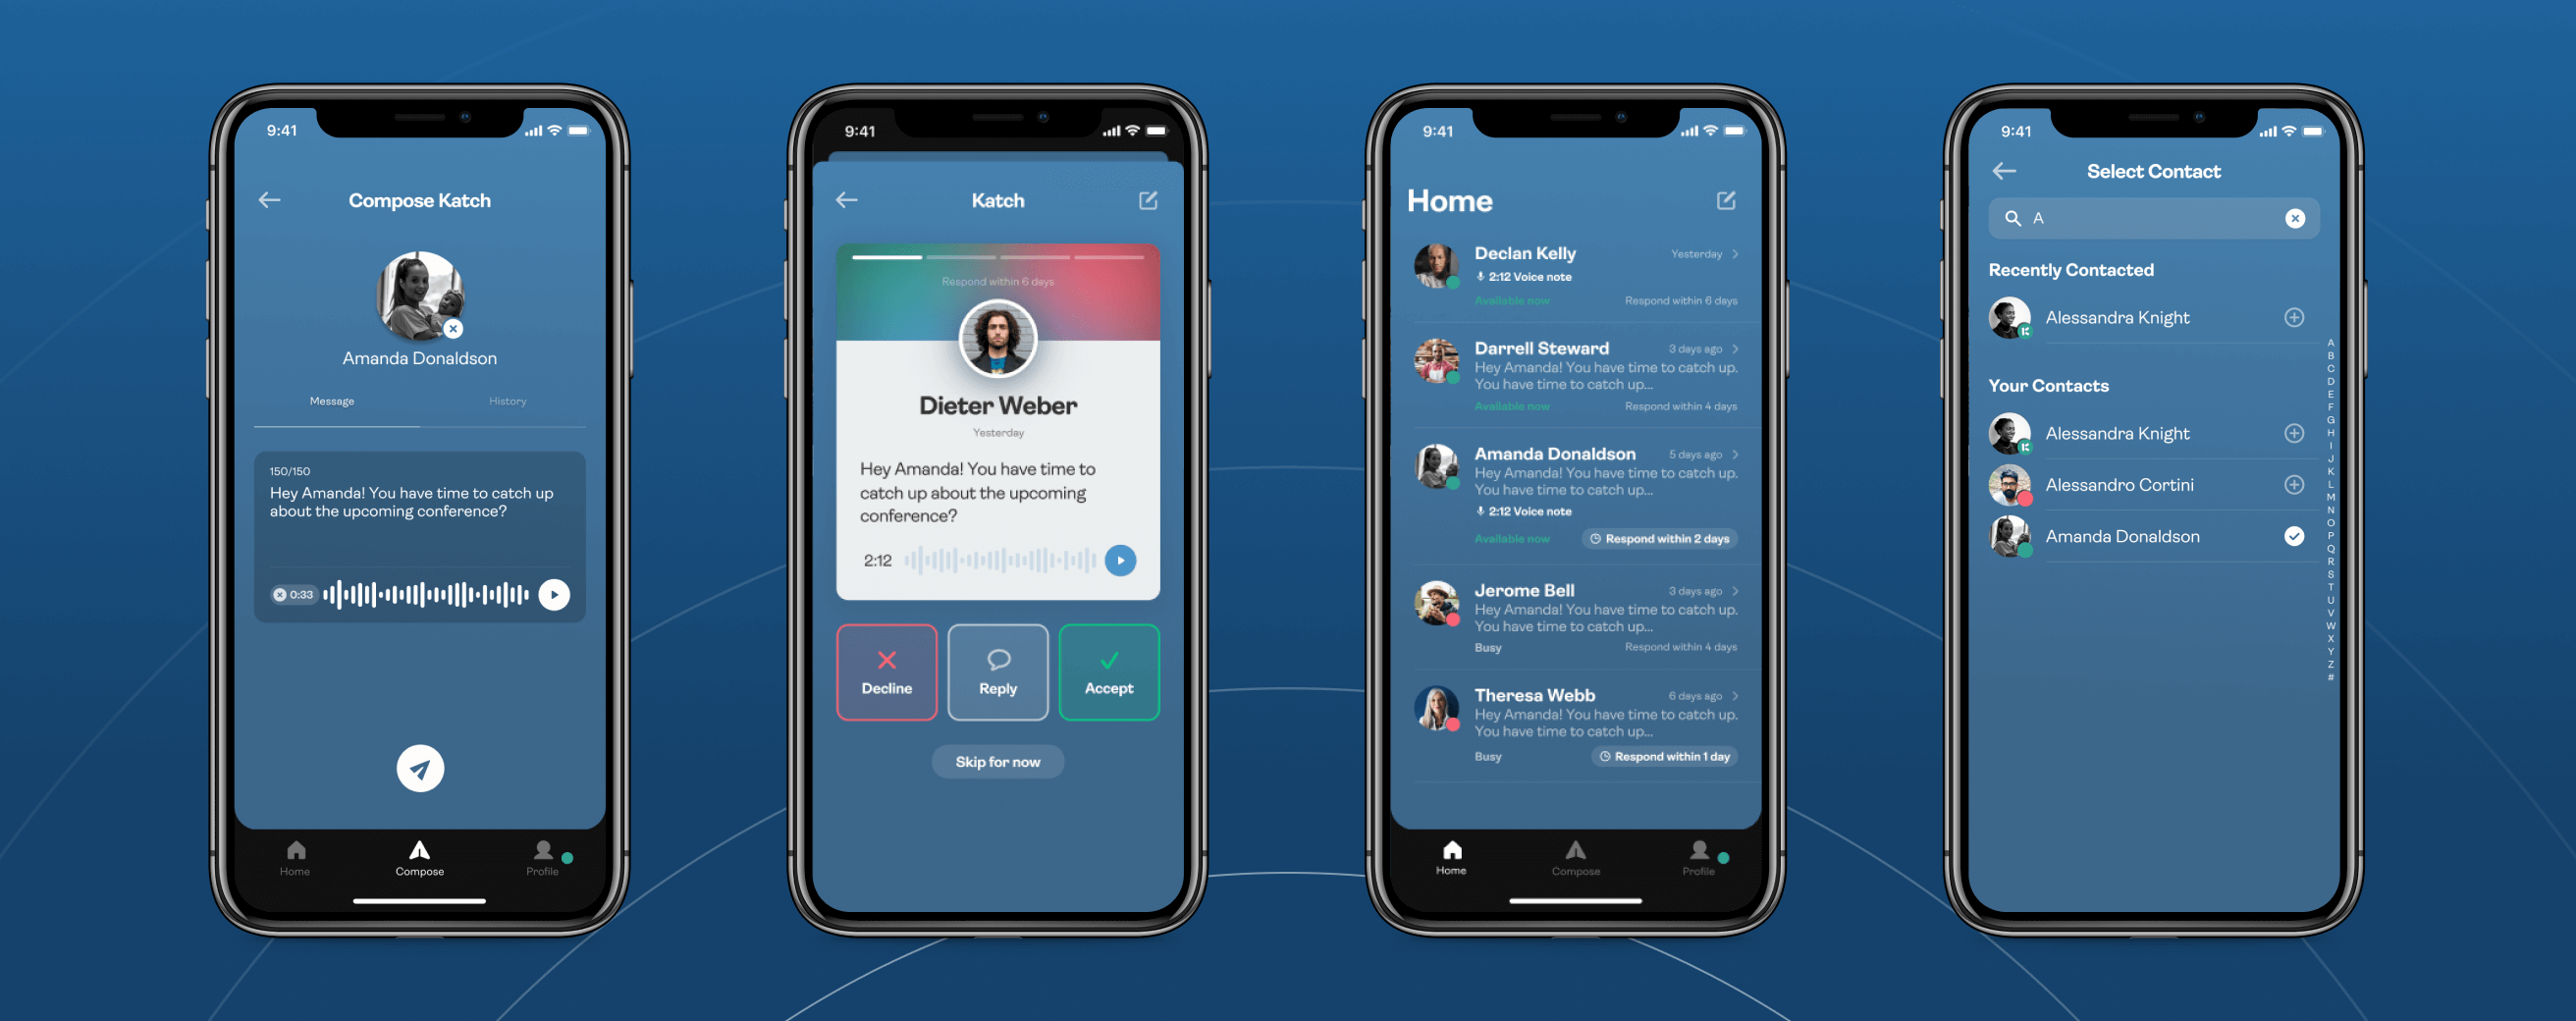 9:41
Compose Katch
Amanda Donaldson
Message History
150/150
Hey Amanda! You have time to catch up
about the upcoming conference?
0:33
Home Compose Profile
9:41
Katch
Respond within 6 days
Dieter Weber
Yesterday
Hey Amanda! You have time to
catch up about the upcoming
conference?
2:12
Decline Reply Accept
Skip for now
9:41
Home
Declan Kelly Yesterday
2:12 Voice note
Available now Respond within 6 days
Darrell Steward 3 days ago
Hey Amanda! You have time to catch up.
You have time to catch up...
Available now Respond within 4 days
Amanda Donaldson 5 days ago
Hey Amanda! You have time to catch up.
You have time to catch up...
2:12 Voice note
Available now Respond within 2 days
Jerome Bell 3 days ago
Hey Amanda! You have time to catch up.
You have time to catch up...
Busy Respond within 4 days
Theresa Webb 6 days ago
Hey Amanda! You have time to catch up.
You have time to catch up...
Busy Respond within 1 day
Home Compose Profile
9:41
Select Contact
A
Recently Contacted
Alessandra Knight
Your Contacts
Alessandra Knight
Alessandro Cortini
Amanda Donaldson
A
B
C
D
E
F
G
H
I
J
K
L
M
N
O
P
Q
R
S
T
U
V
W
X
Y
Z
#